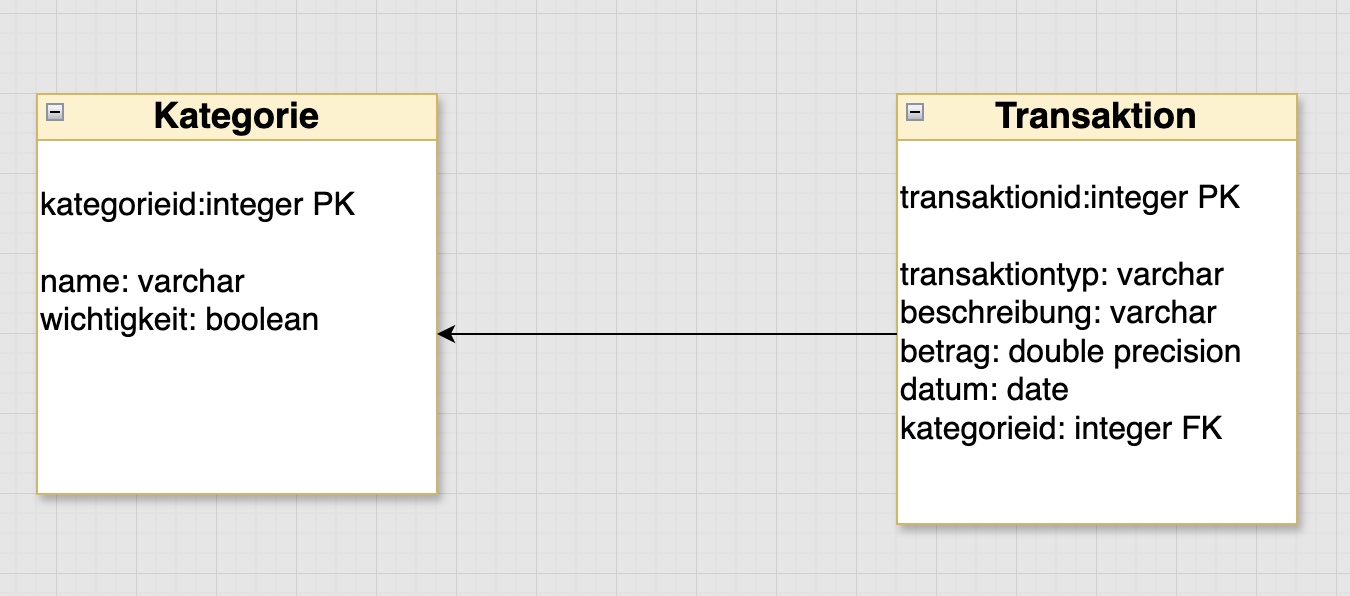 Kategorie
kategorieid:integer PK
name: varchar
wichtigkeit: boolean
Transaktion
transaktionid:integer PK
transaktiontyp: varchar
beschreibung: varchar
betrag: double precision
datum: date
kategorieid: integer FK